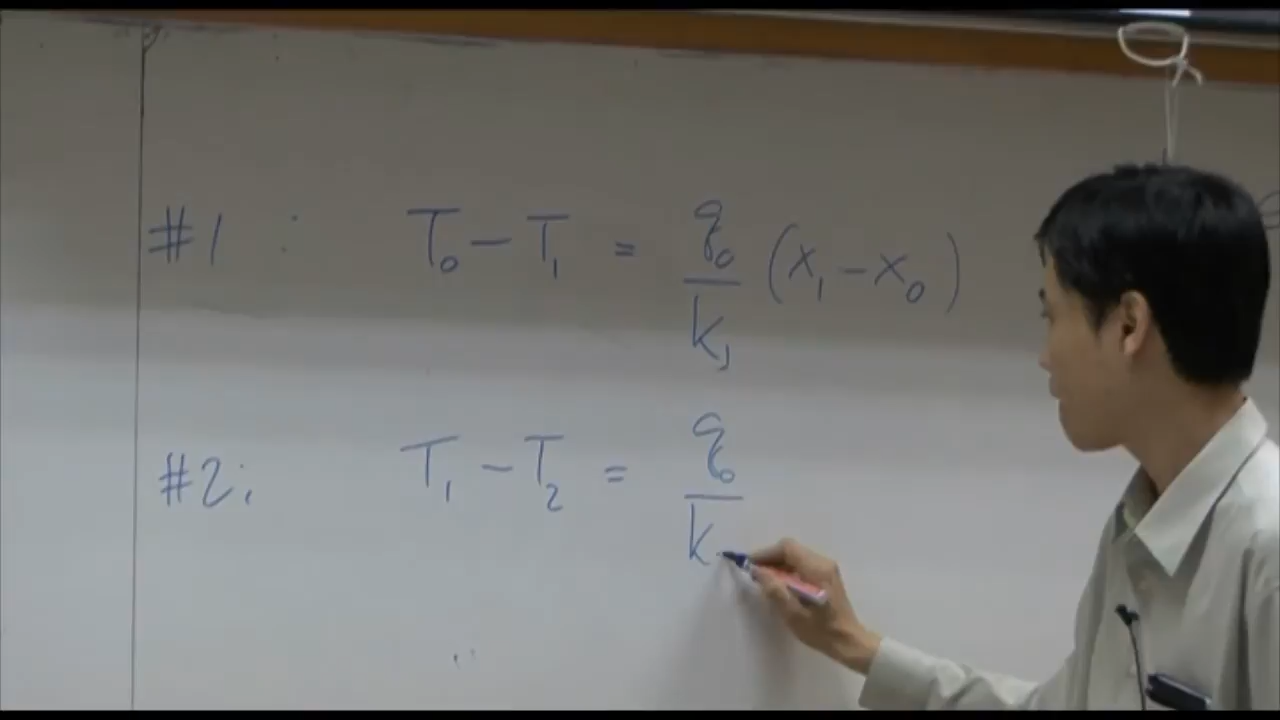 #1 : T₀ − T₁ = q₀/k₁ (x₁ − x₀)
#2 : T₁ − T₂ = q₀/k